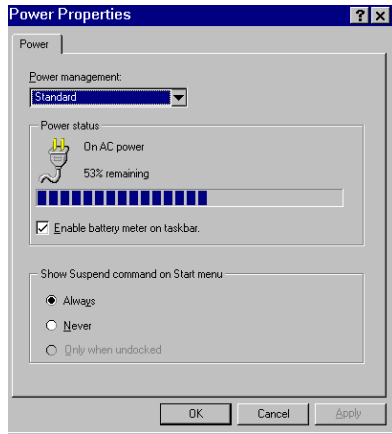 Power Properties
Power
Power management:
Standard
Power status
On AC power
53% remaining
Enable battery meter on taskbar.
Show Suspend command on Start menu
Always
Never
Only when undocked
OK
Cancel
Apply